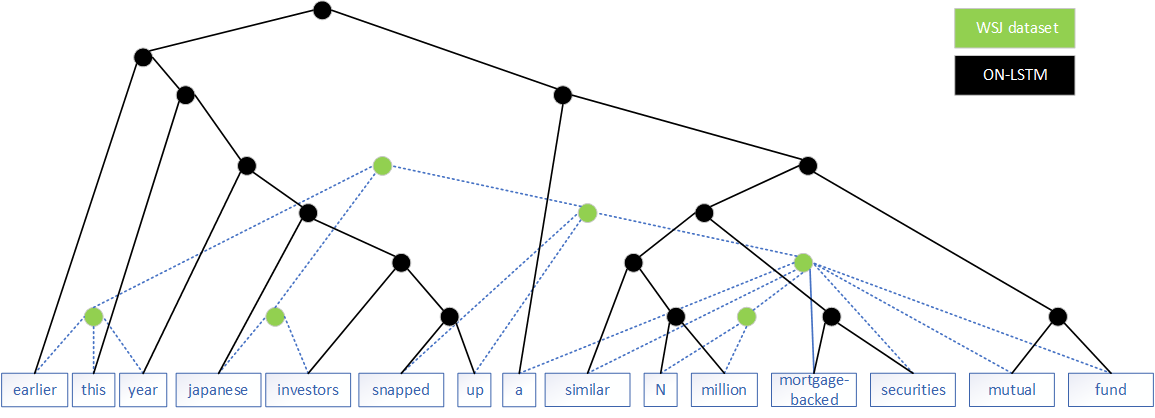 WSJ dataset
ON-LSTM
earlier this year japanese investors snapped up a similar N million mortgage-
backed securities mutual fund